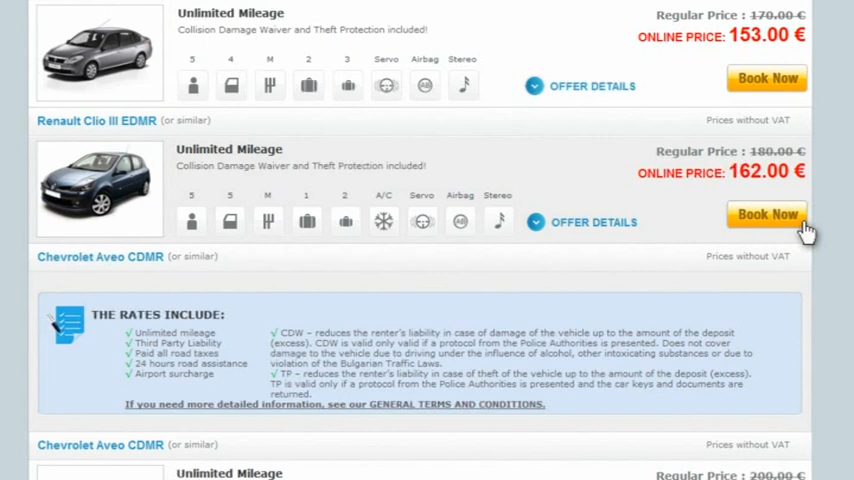 Unlimited Mileage
Regular Price : 170.00 €
Collision Damage Waiver and Theft Protection included!
ONLINE PRICE: 153.00 €
5 4 M 2 3 Servo Airbag Stereo
AB
OFFER DETAILS
Book Now
Renault Clio III EDMR (or similar)
Prices without VAT
Unlimited Mileage
Regular Price : 180.00 €
Collision Damage Waiver and Theft Protection included!
ONLINE PRICE: 162.00 €
5 5 M 1 2 A/C Servo Airbag Stereo
AB
OFFER DETAILS
Book Now
Chevrolet Aveo CDMR (or similar)
Prices without VAT
THE RATES INCLUDE:
√ Unlimited mileage
√ Third Party Liability
√ Paid all road taxes
√ 24 hours road assistance
√ Airport surcharge
√ CDW – reduces the renter's liability in case of damage of the vehicle up to the amount of the deposit
(excess). CDW is valid only valid if a protocol from the Police Authorities is presented. Does not cover
damage to the vehicle due to driving under the influence of alcohol, other intoxicating substances or due to
violation of Bulgarian Traffic Laws.
√ TP – reduces the renter's liability in case of theft of the vehicle up to the amount of the deposit (excess).
TP is valid only if a protocol from the Police Authorities is presented and the car keys and documents are
returned.
If you need more detailed information, see our GENERAL TERMS AND CONDITIONS.
Chevrolet Aveo CDMR (or similar)
Prices without VAT
Unlimited Mileage
Regular Price : 200.00 €